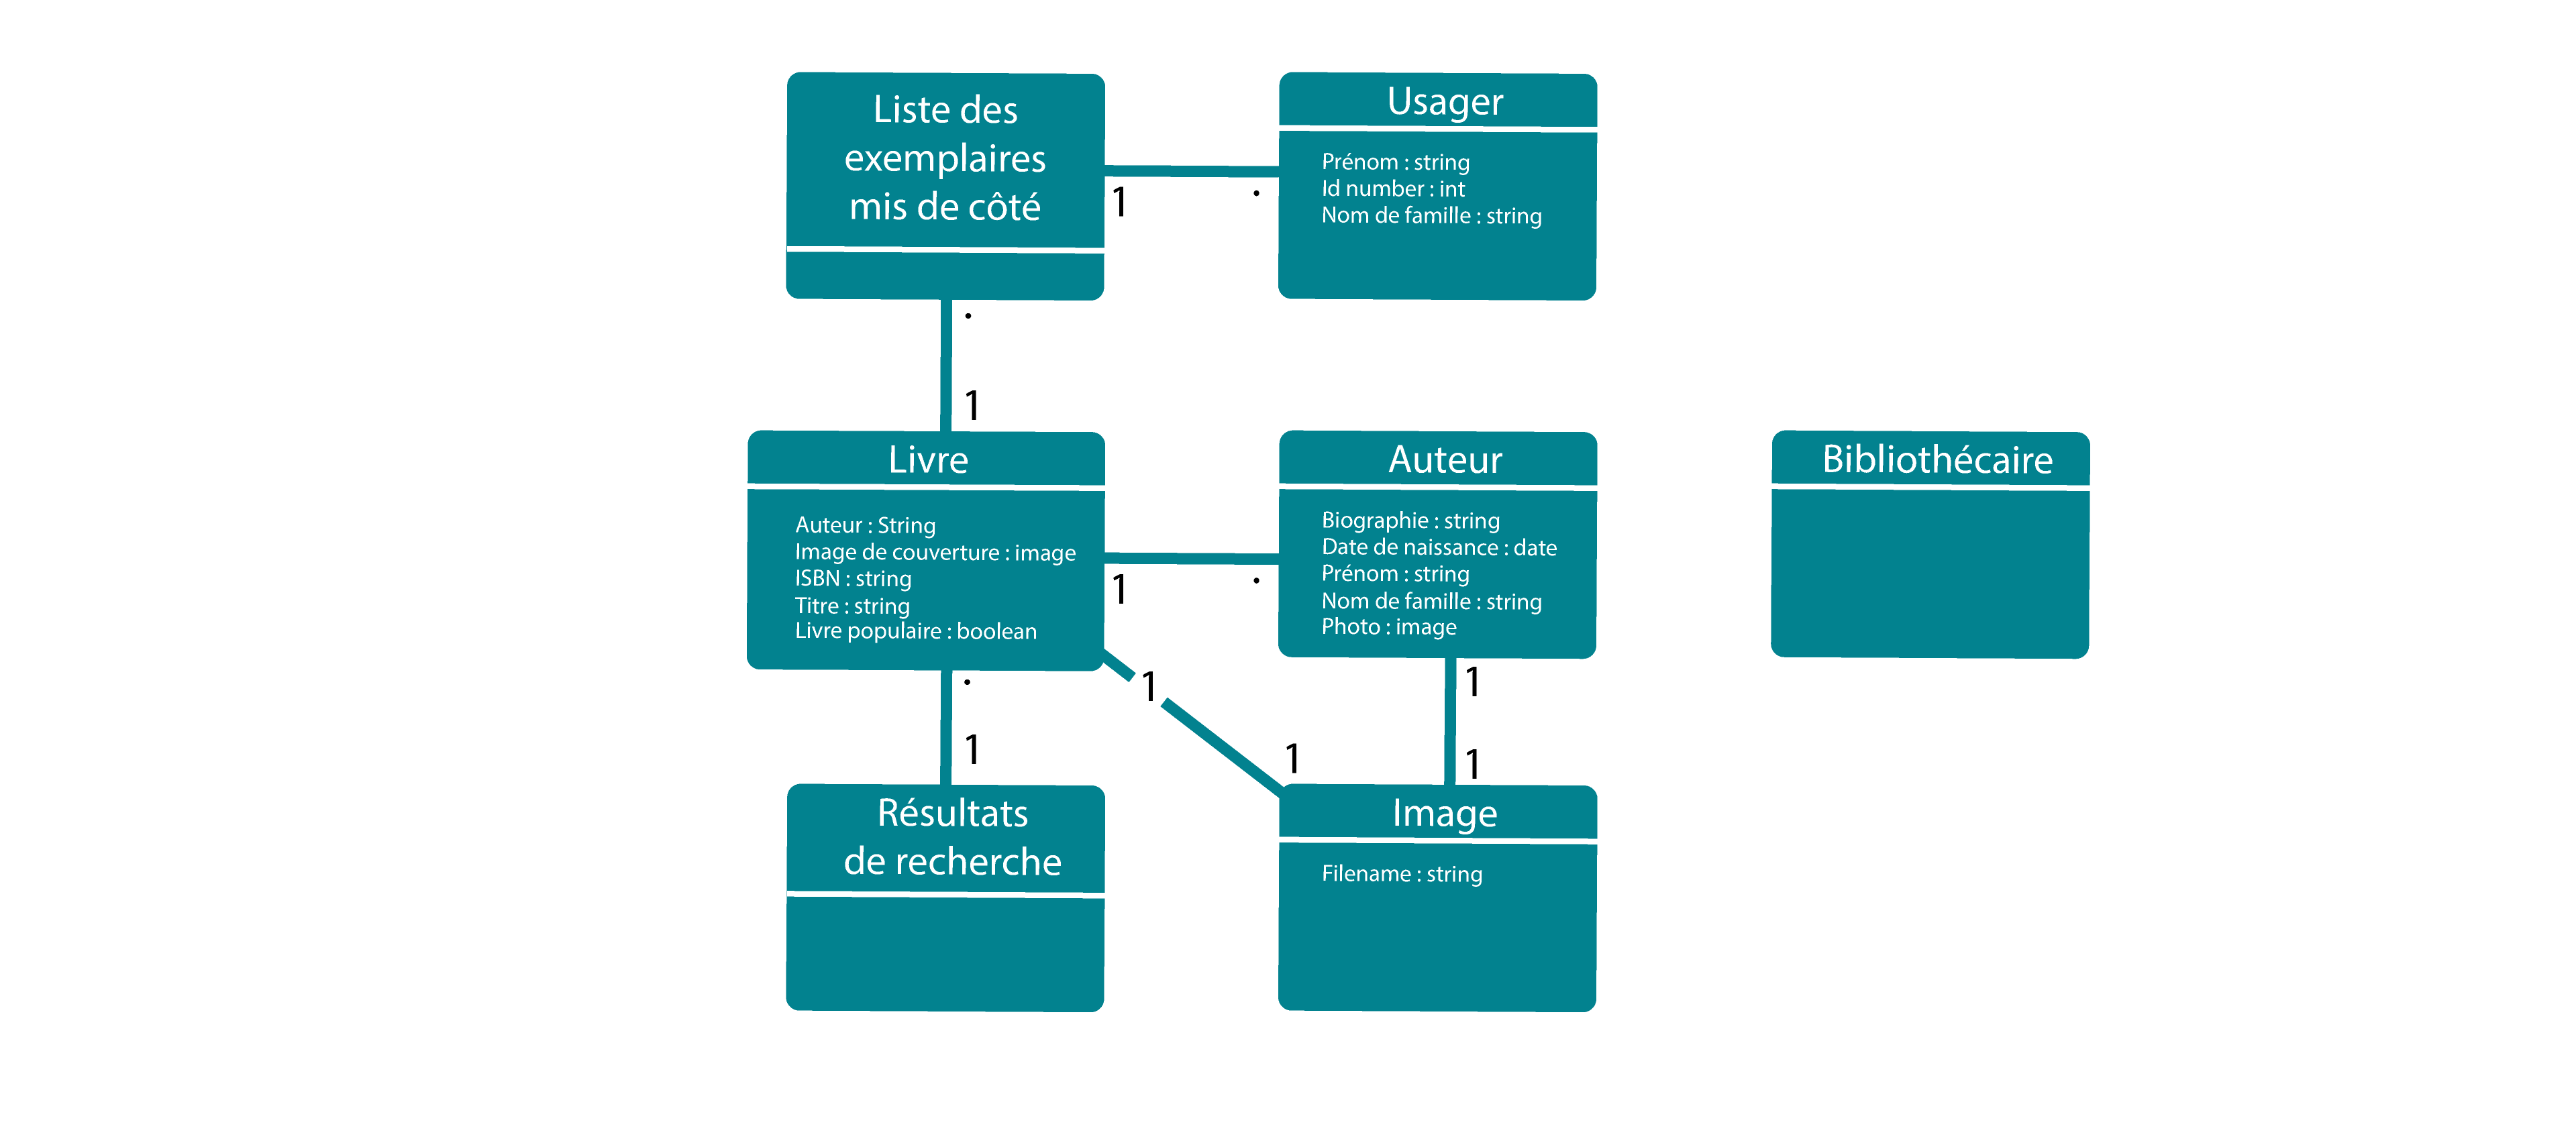 Liste des
exemplaires
mis de côté
1
.
Usager
Prénom : string
Id number : int
Nom de famille : string
.
1
Livre
Auteur : String
Image de couverture : image
ISBN : string
Titre : string
Livre populaire : boolean
1
.
Auteur
Biographie : string
Date de naissance : date
Prénom : string
Nom de famille : string
Photo : image
Bibliothécaire
.
1
1
1
1
1
Résultats
de recherche
Image
Filename : string